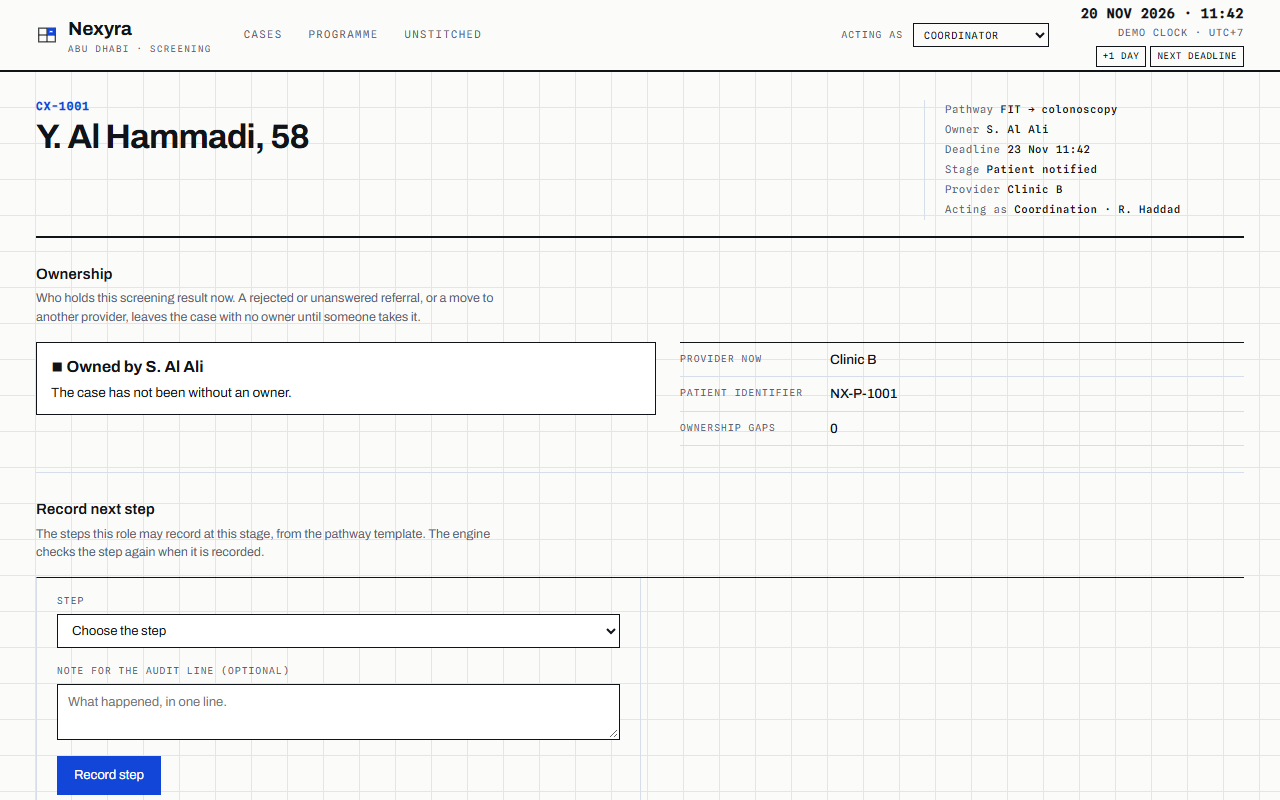 Nexyra
ABU DHABI · SCREENING
CASES
PROGRAMME
UNSTITCHED
ACTING AS
COORDINATOR
20 NOV 2026 · 11:42
DEMO CLOCK · UTC+7
+1 DAY
NEXT DEADLINE
CX-1001
Y. Al Hammadi, 58
Pathway FIT → colonoscopy
Owner S. Al Ali
Deadline 23 Nov 11:42
Stage Patient notified
Provider Clinic B
Acting as Coordination · R. Haddad
Ownership
Who holds this screening result now. A rejected or unanswered referral, or a move to
another provider, leaves the case with no owner until someone takes it.
■ Owned by S. Al Ali
The case has not been without an owner.
PROVIDER NOW
Clinic B
PATIENT IDENTIFIER
NX-P-1001
OWNERSHIP GAPS
0
Record next step
The steps this role may record at this stage, from the pathway template. The engine
checks the step again when it is recorded.
STEP
Choose the step
NOTE FOR THE AUDIT LINE (OPTIONAL)
What happened, in one line.
Record step